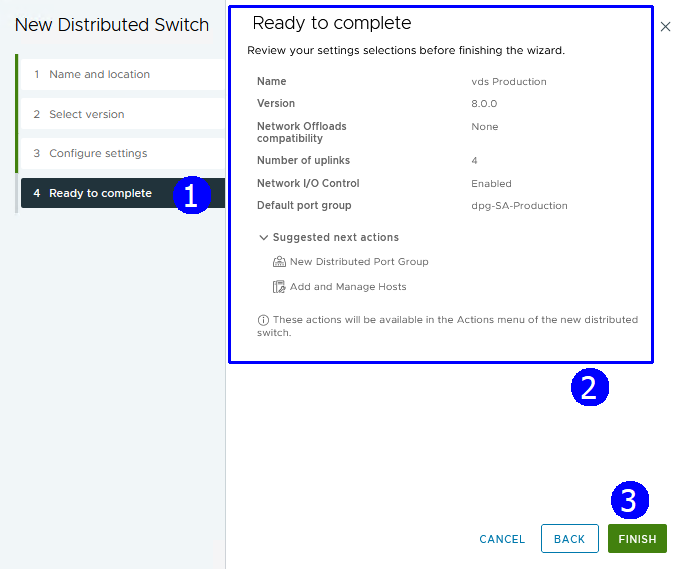 New Distributed Switch
1 Name and location
2 Select version
3 Configure settings
4 Ready to complete
1
Ready to complete
Review your settings selections before finishing the wizard.
Name vds Production
Version 8.0.0
Network Offloads compatibility None
Number of uplinks 4
Network I/O Control Enabled
Default port group dpg-SA-Production
Suggested next actions
New Distributed Port Group
Add and Manage Hosts
These actions will be available in the Actions menu of the new distributed
switch.
2
3
CANCEL BACK FINISH